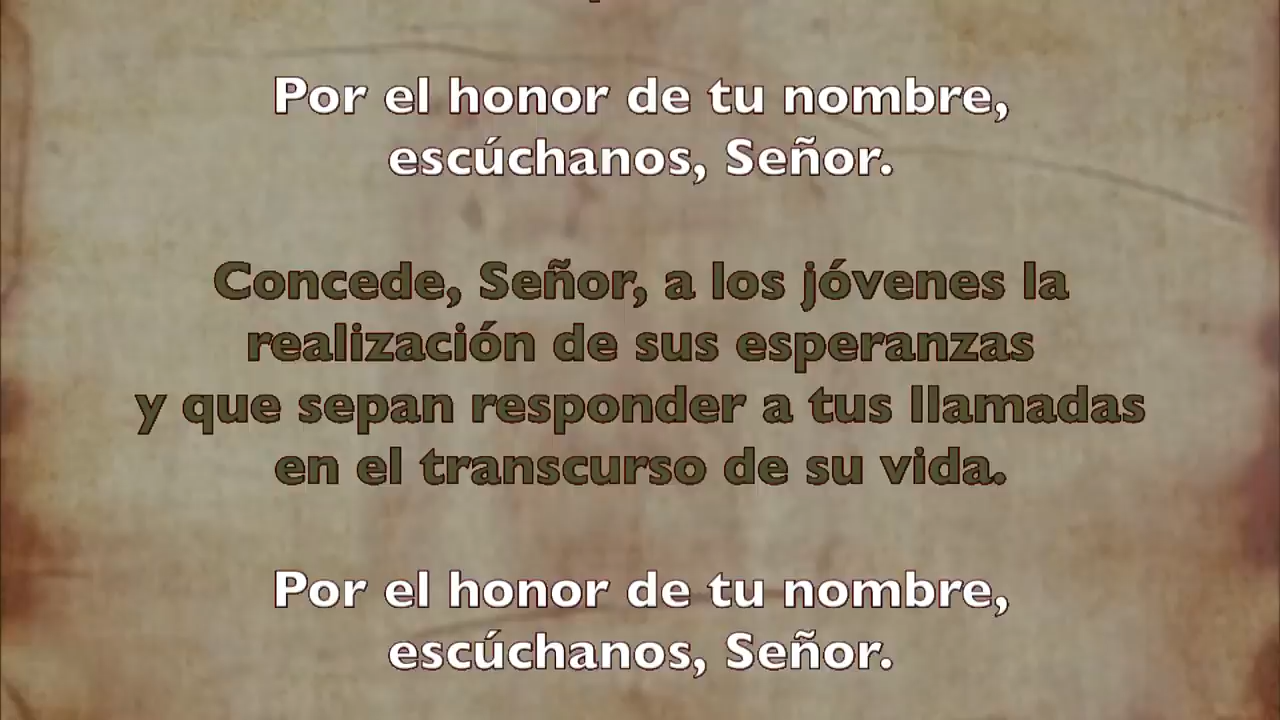 Por el honor de tu nombre,
escúchanos, Señor.
Concede, Señor, a los jóvenes la
realización de sus esperanzas
y que sepan responder a tus llamadas
en el transcurso de su vida.
Por el honor de tu nombre,
escúchanos, Señor.